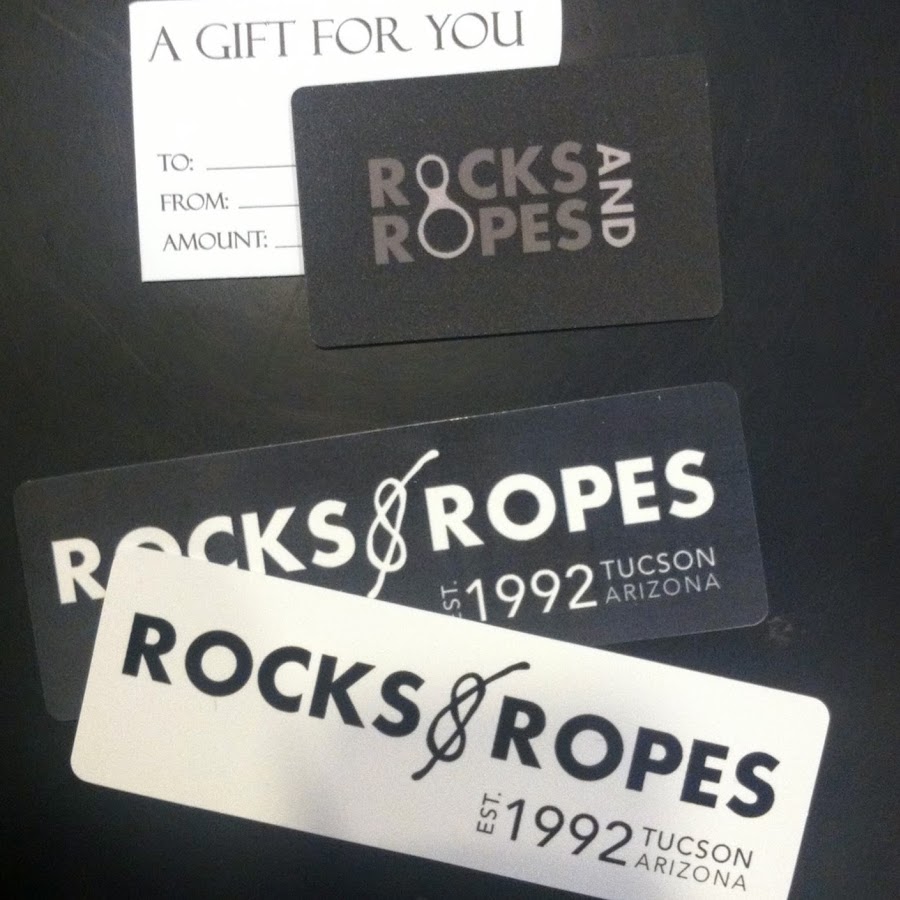 A GIFT FOR YOU
TO:
FROM:
AMOUNT:
ROCKS
ROPES
AND
ROCKS & ROPES
EST. 1992 TUCSON
ARIZONA
ROCKS & ROPES
EST. 1992 TUCSON
ARIZONA